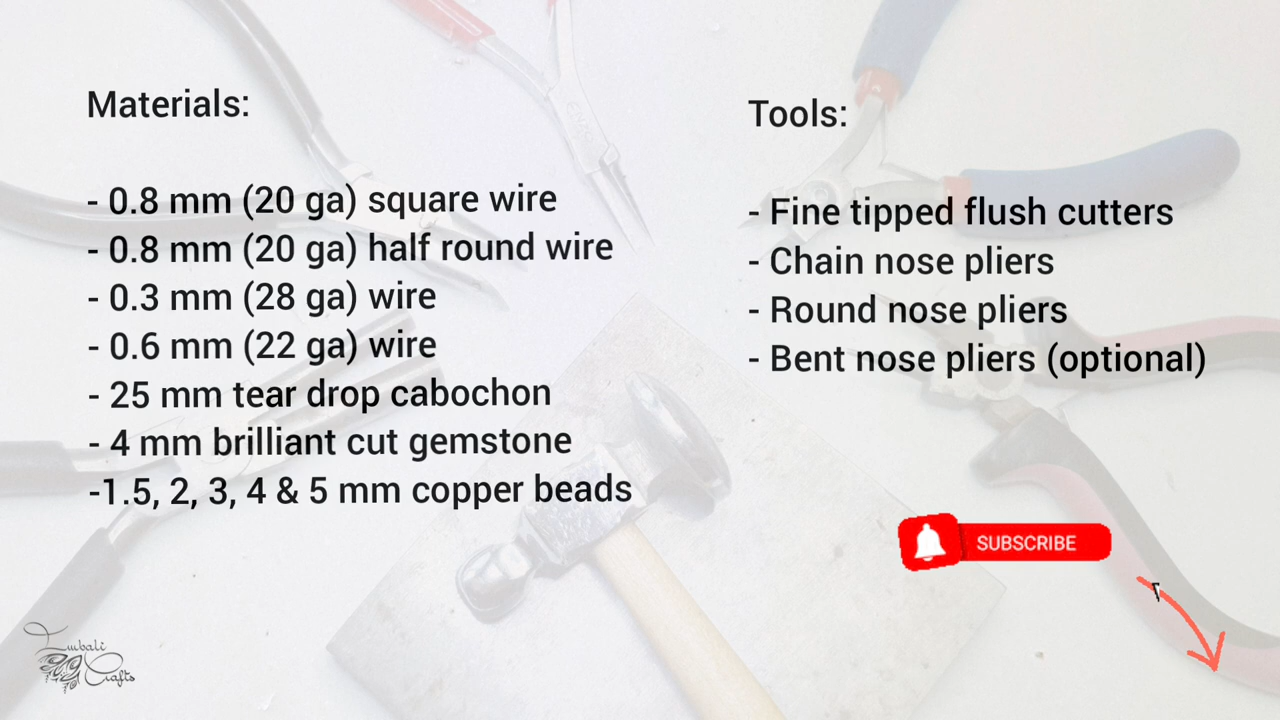 Materials:
- 0.8 mm (20 ga) square wire
- 0.8 mm (20 ga) half round wire
- 0.3 mm (28 ga) wire
- 0.6 mm (22 ga) wire
- 25 mm tear drop cabochon
- 4 mm brilliant cut gemstone
-1.5, 2, 3, 4 & 5 mm copper beads
Tools:
- Fine tipped flush cutters
- Chain nose pliers
- Round nose pliers
- Bent nose pliers (optional)
SUBSCRIBE
Imbali
Crafts